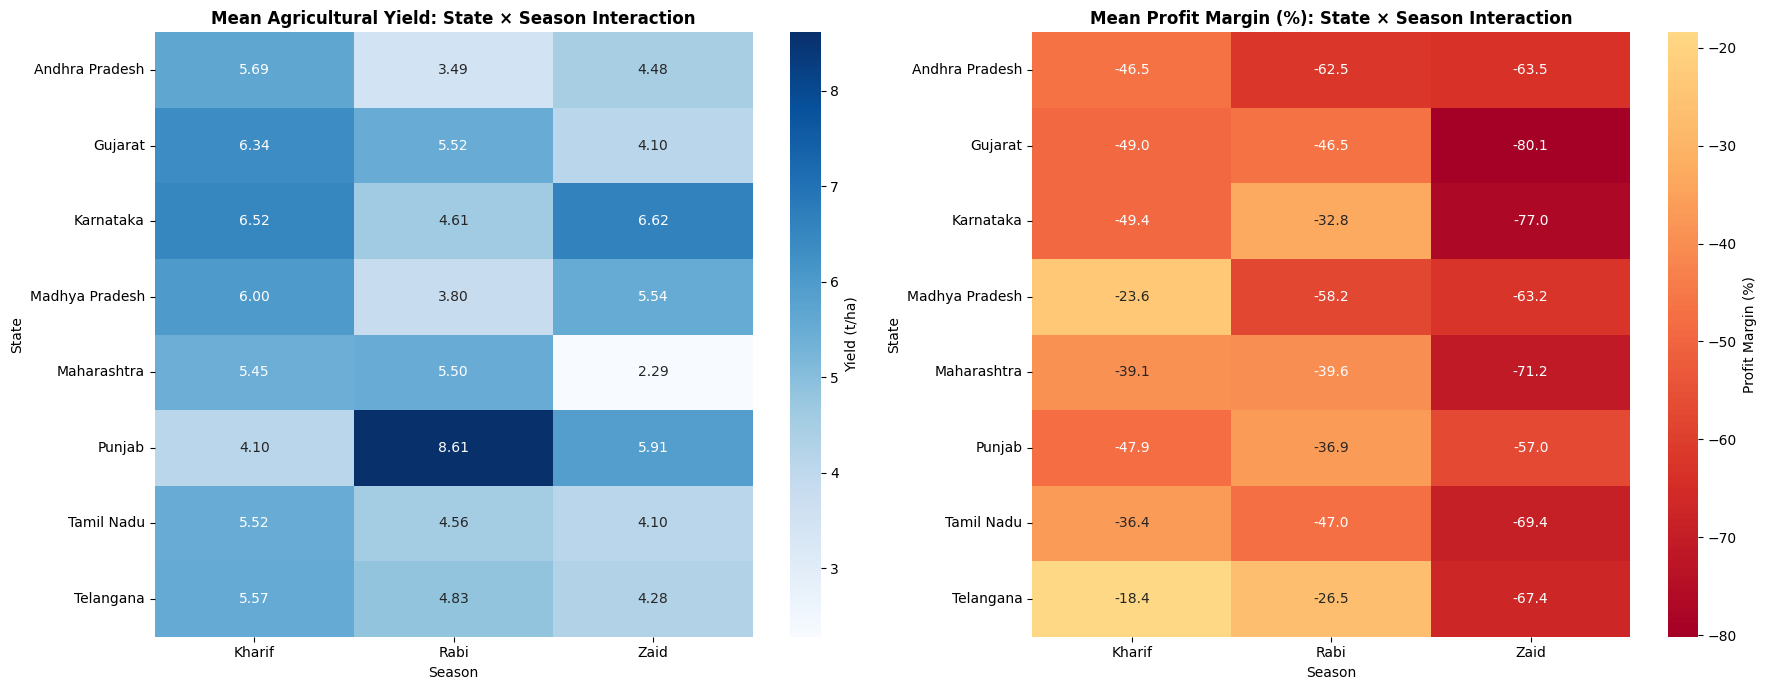 Mean Agricultural Yield: State × Season Interaction
Andhra Pradesh 5.69 3.49 4.48
Gujarat 6.34 5.52 4.10
Karnataka 6.52 4.61 6.62
Madhya Pradesh 6.00 3.80 5.54
Maharashtra 5.45 5.50 2.29
Punjab 4.10 8.61 5.91
Tamil Nadu 5.52 4.56 4.10
Telangana 5.57 4.83 4.28
Kharif Rabi Zaid
Season
State
8
7
6
5
4
3
Yield (t/ha)
Mean Profit Margin (%): State × Season Interaction
Andhra Pradesh -46.5 -62.5 -63.5
Gujarat -49.0 -46.5 -80.1
Karnataka -49.4 -32.8 -77.0
Madhya Pradesh -23.6 -58.2 -63.2
Maharashtra -39.1 -39.6 -71.2
Punjab -47.9 -36.9 -57.0
Tamil Nadu -36.4 -47.0 -69.4
Telangana -18.4 -26.5 -67.4
Kharif Rabi Zaid
Season
State
−20
−30
−40
−50
−60
−70
−80
Profit Margin (%)